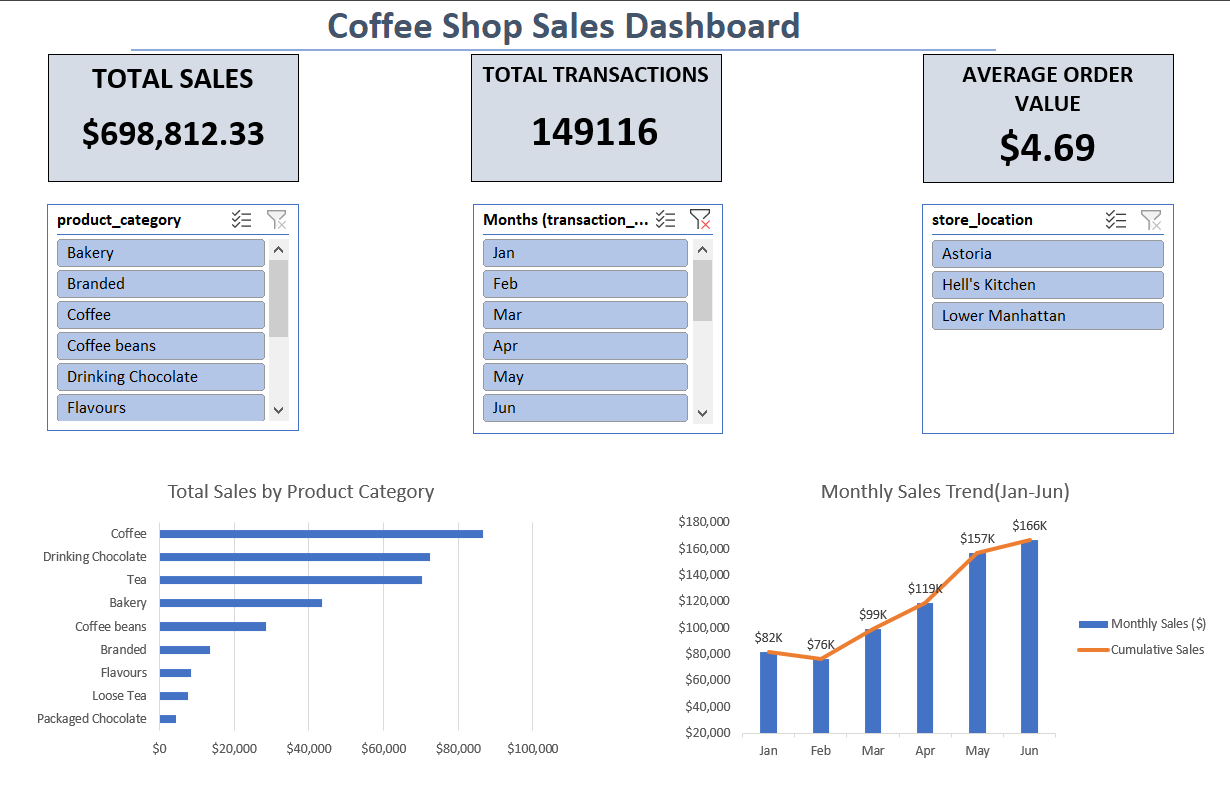 Coffee Shop Sales Dashboard
TOTAL SALES
$698,812.33
TOTAL TRANSACTIONS
149116
AVERAGE ORDER
VALUE
$4.69
product_category
Bakery
Branded
Coffee
Coffee beans
Drinking Chocolate
Flavours
Months (transaction_...
Jan
Feb
Mar
Apr
May
Jun
store_location
Astoria
Hell's Kitchen
Lower Manhattan
Total Sales by Product Category
Coffee
Drinking Chocolate
Tea
Bakery
Coffee beans
Branded
Flavours
Loose Tea
Packaged Chocolate
$0 $20,000 $40,000 $60,000 $80,000 $100,000
Monthly Sales Trend(Jan-Jun)
$180,000
$160,000
$140,000
$120,000
$100,000
$80,000
$60,000
$40,000
$20,000
$82K
$76K
$99K
$119K
$157K
$166K
Jan Feb Mar Apr May Jun
Monthly Sales ($)
Cumulative Sales